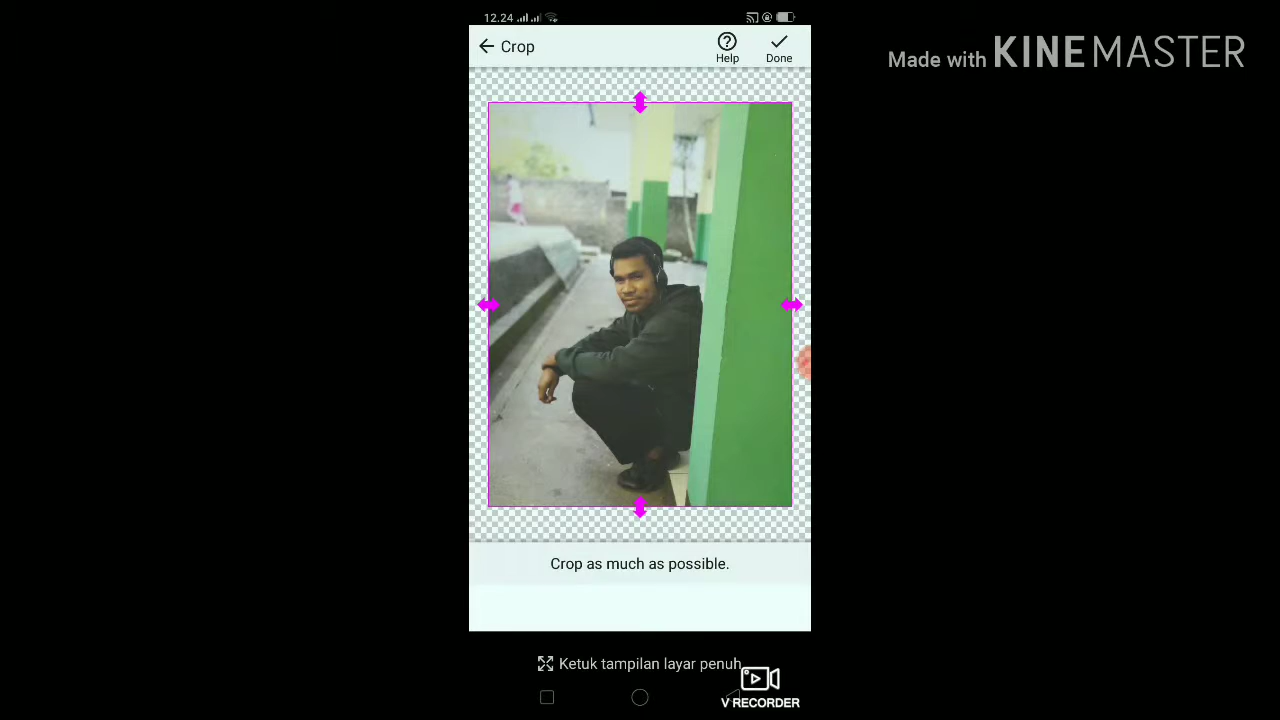 12.24
Crop
Help
Done
Made with KINEMASTER
Crop as much as possible.
Ketuk tampilan layar penuh
V RECORDER